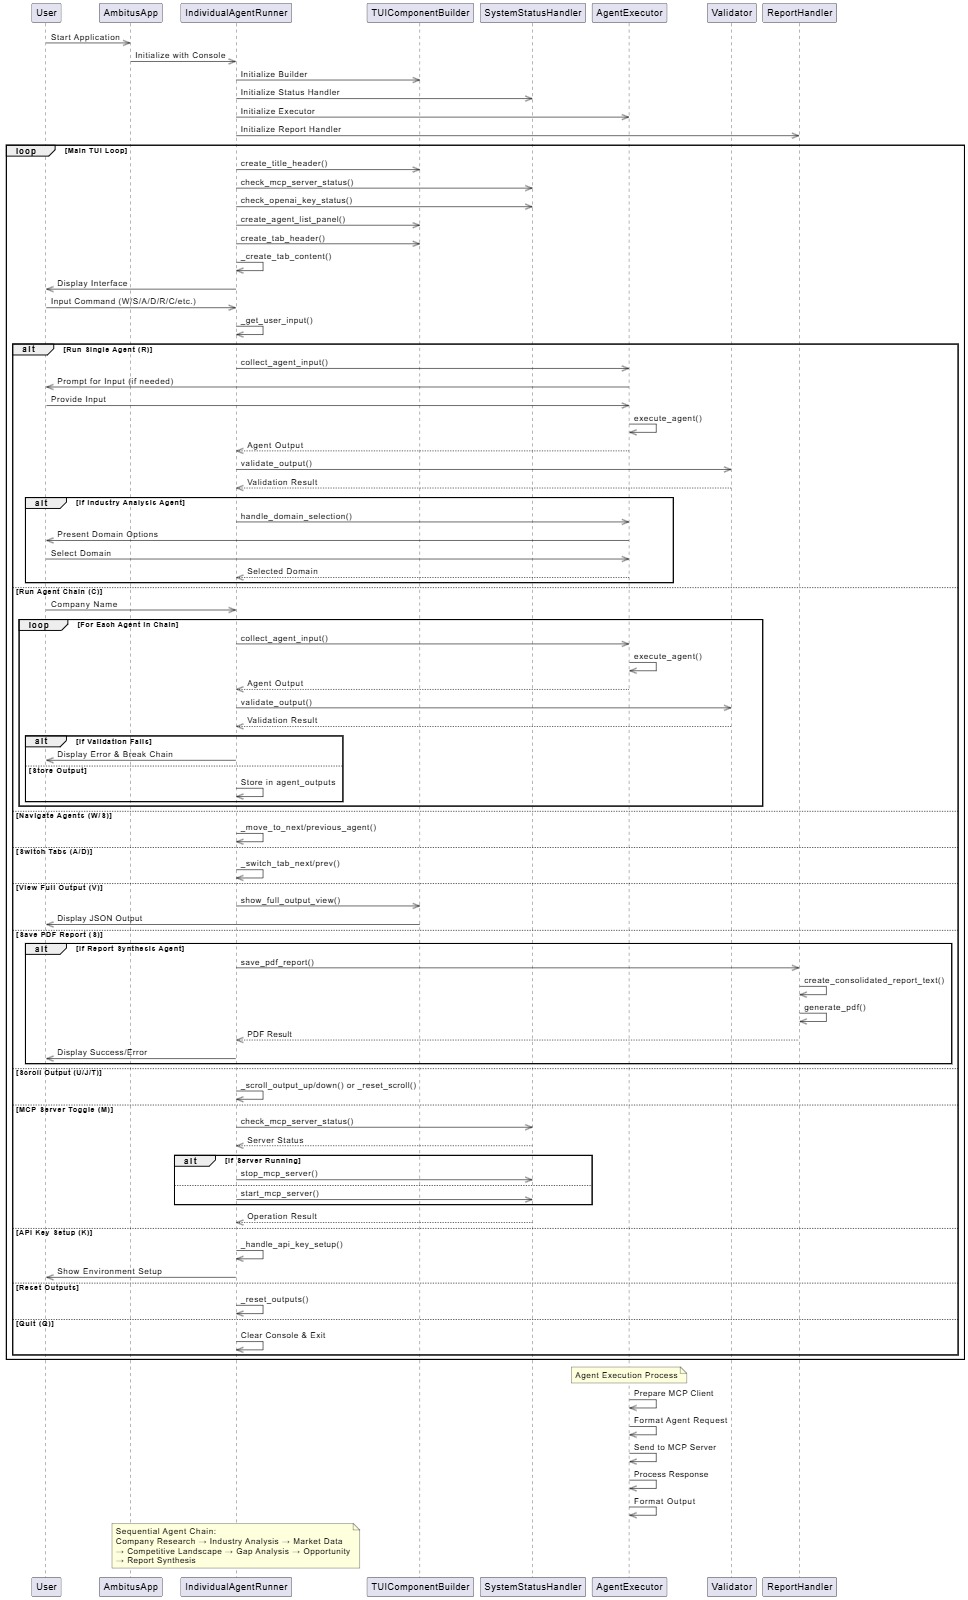 User AmbitusApp IndividualAgentRunner TUIComponentBuilder SystemStatusHandler AgentExecutor Validator ReportHandler
Start Application
Initialize with Console
Initialize Builder
Initialize Status Handler
Initialize Executor
Initialize Report Handler
loop [Main TUI Loop]
create_title_header()
check_mcp_server_status()
check_openai_key_status()
create_agent_list_panel()
create_tab_header()
_create_tab_content()
Display Interface
Input Command (W/S/A/D/R/C/etc.)
_get_user_input()
alt [Run Single Agent (R)]
collect_agent_input()
Prompt for Input (if needed)
Provide Input
execute_agent()
Agent Output
validate_output()
Validation Result
alt [If Industry Analysis Agent]
handle_domain_selection()
Present Domain Options
Select Domain
Selected Domain
[Run Agent Chain (C)]
Company Name
loop [For Each Agent in Chain]
collect_agent_input()
execute_agent()
Agent Output
validate_output()
Validation Result
alt [If Validation Fails]
Display Error & Break Chain
[Store Output]
Store in agent_outputs
[Navigate Agents (W/S)]
_move_to_next/previous_agent()
[Switch Tabs (A/D)]
_switch_tab_next/prev()
[View Full Output (V)]
show_full_output_view()
Display JSON Output
[Save PDF Report (S)]
alt [If Report Synthesis Agent]
save_pdf_report()
create_consolidated_report_text()
generate_pdf()
PDF Result
Display Success/Error
[Scroll Output (U/J/T)]
_scroll_output_up/down() or _reset_scroll()
[MCP Server Toggle (M)]
check_mcp_server_status()
Server Status
alt [If Server Running]
stop_mcp_server()
start_mcp_server()
Operation Result
[API Key Setup (K)]
_handle_api_key_setup()
Show Environment Setup
[Reset Outputs]
_reset_outputs()
[Quit (Q)]
Clear Console & Exit
Agent Execution Process
Prepare MCP Client
Format Agent Request
Send to MCP Server
Process Response
Format Output
Sequential Agent Chain:
Company Research → Industry Analysis → Market Data
→ Competitive Landscape → Gap Analysis → Opportunity
→ Report Synthesis
User AmbitusApp IndividualAgentRunner TUIComponentBuilder SystemStatusHandler AgentExecutor Validator ReportHandler